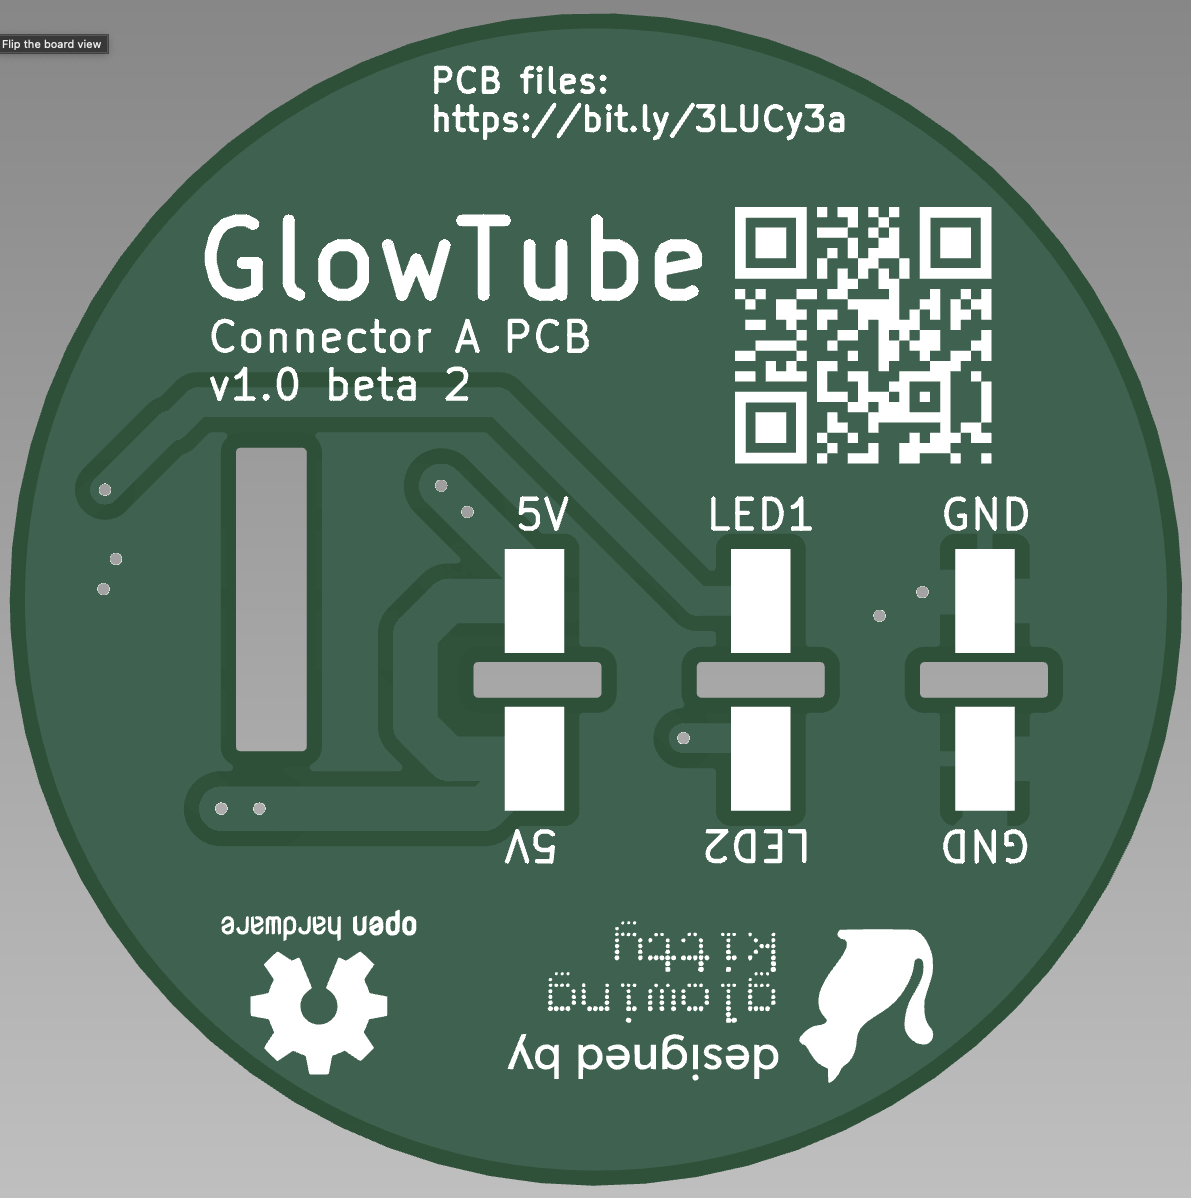 Flip the board view
PCB files:
https://bit.ly/3LUCy3a
GlowTube
Connector A PCB
v1.0 beta 2
5V
LED1
GND
5V
LED2
GND
open hardware
designed by
glowing
kitty